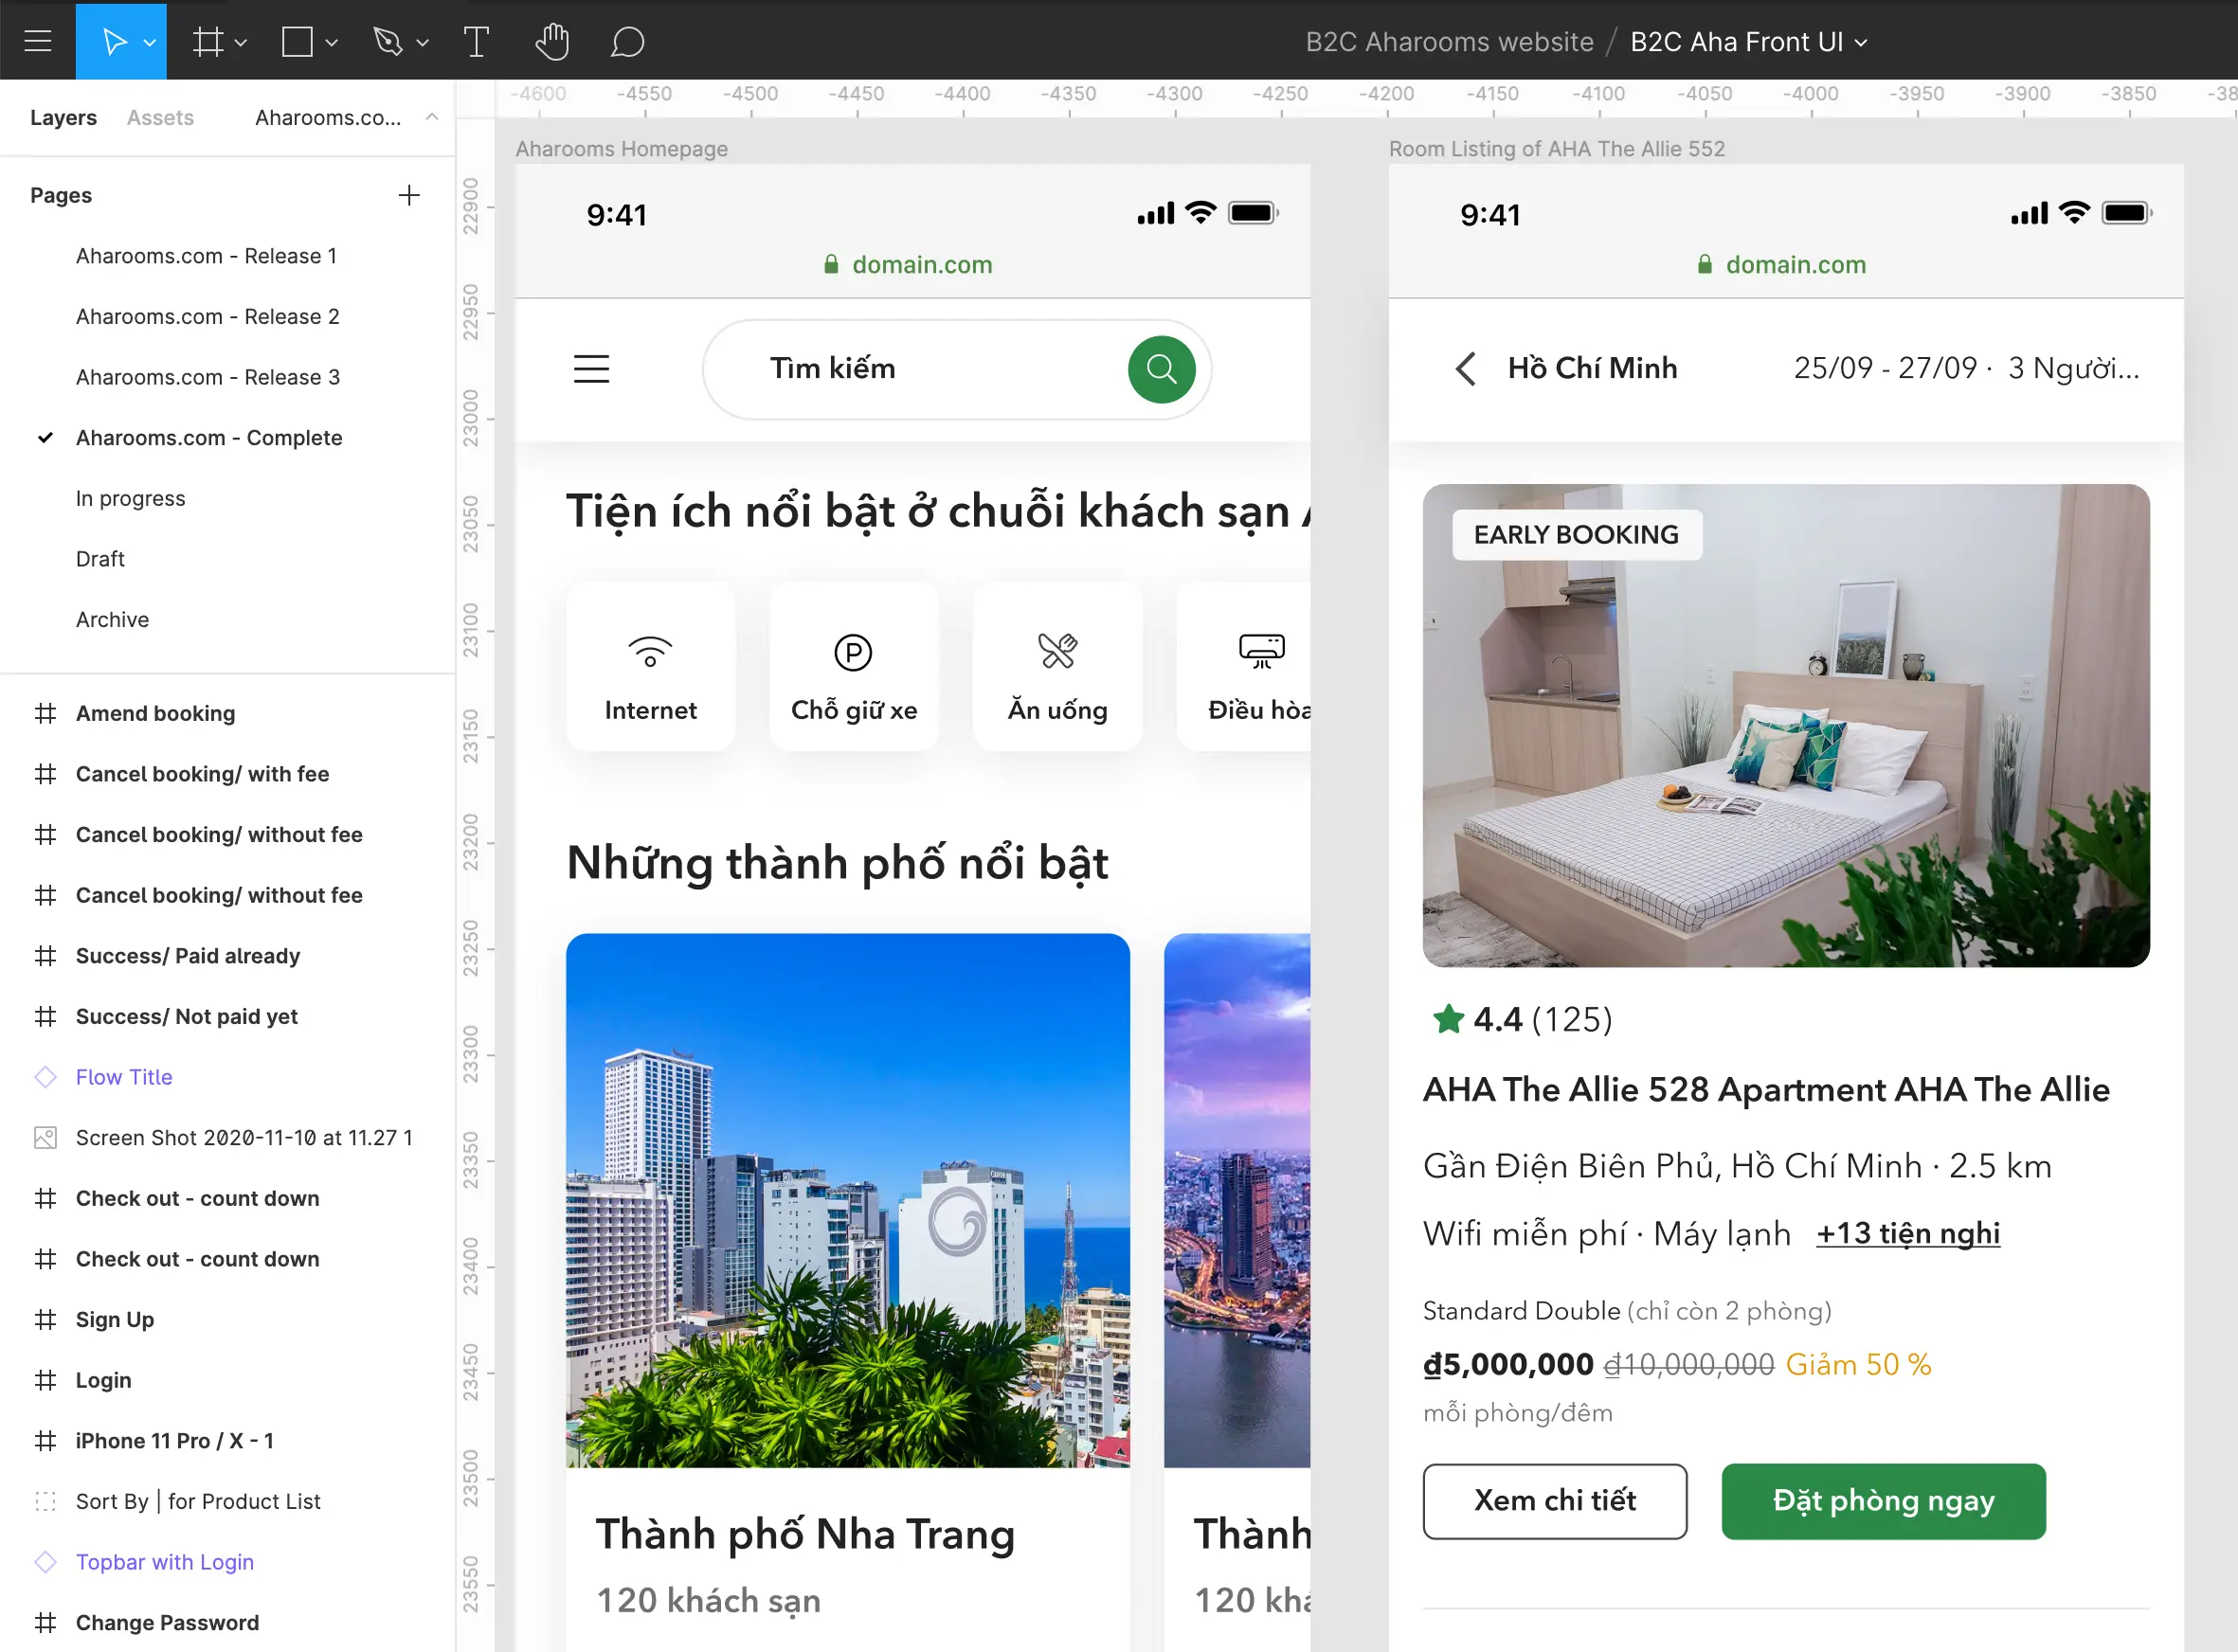 B2C Aharooms website / B2C Aha Front UI
Layers Assets Aharooms.co...
Pages
Aharooms.com - Release 1
Aharooms.com - Release 2
Aharooms.com - Release 3
Aharooms.com - Complete
In progress
Draft
Archive
Amend booking
Cancel booking/ with fee
Cancel booking/ without fee
Cancel booking/ without fee
Success/ Paid already
Success/ Not paid yet
Flow Title
Screen Shot 2020-11-10 at 11.27 1
Check out - count down
Check out - count down
Sign Up
Login
iPhone 11 Pro / X - 1
Sort By | for Product List
Topbar with Login
Change Password
-4600 -4550 -4500 -4450 -4400 -4350 -4300 -4250 -4200 -4150 -4100 -4050 -4000 -3950 -3900 -3850 -38
22900
22950
23000
23050
23100
23150
23200
23250
23300
23350
23400
23450
23500
23550
Aharooms Homepage
9:41
domain.com
Tìm kiếm
Tiện ích nổi bật ở chuỗi khách sạn A
Internet
Chỗ giữ xe
Ăn uống
Điều hòa
Những thành phố nổi bật
Thành phố Nha Trang
120 khách sạn
Thành
120 khá
Room Listing of AHA The Allie 552
9:41
domain.com
Hồ Chí Minh 25/09 - 27/09 · 3 Người...
EARLY BOOKING
4.4 (125)
AHA The Allie 528 Apartment AHA The Allie
Gần Điện Biên Phủ, Hồ Chí Minh · 2.5 km
Wifi miễn phí · Máy lạnh +13 tiện nghi
Standard Double (chỉ còn 2 phòng)
₫5,000,000 ₫10,000,000 Giảm 50 %
mỗi phòng/đêm
Xem chi tiết
Đặt phòng ngay